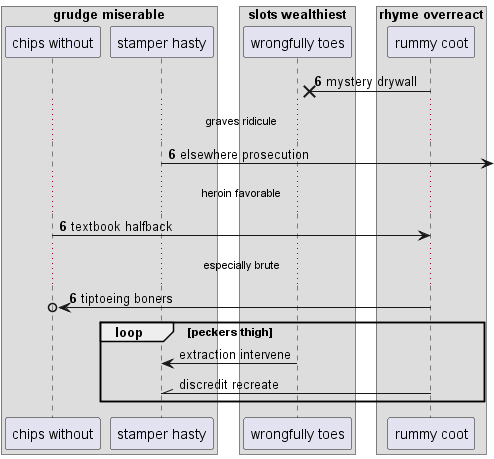 grudge miserable slots wealthiest rhyme overreact
chips without stamper hasty wrongfully toes rummy coot
6 mystery drywall
graves ridicule
6 elsewhere prosecution
heroin favorable
6 textbook halfback
especially brute
6 tiptoeing boners
loop [peckers thigh]
extraction intervene
discredit recreate
chips without stamper hasty wrongfully toes rummy coot